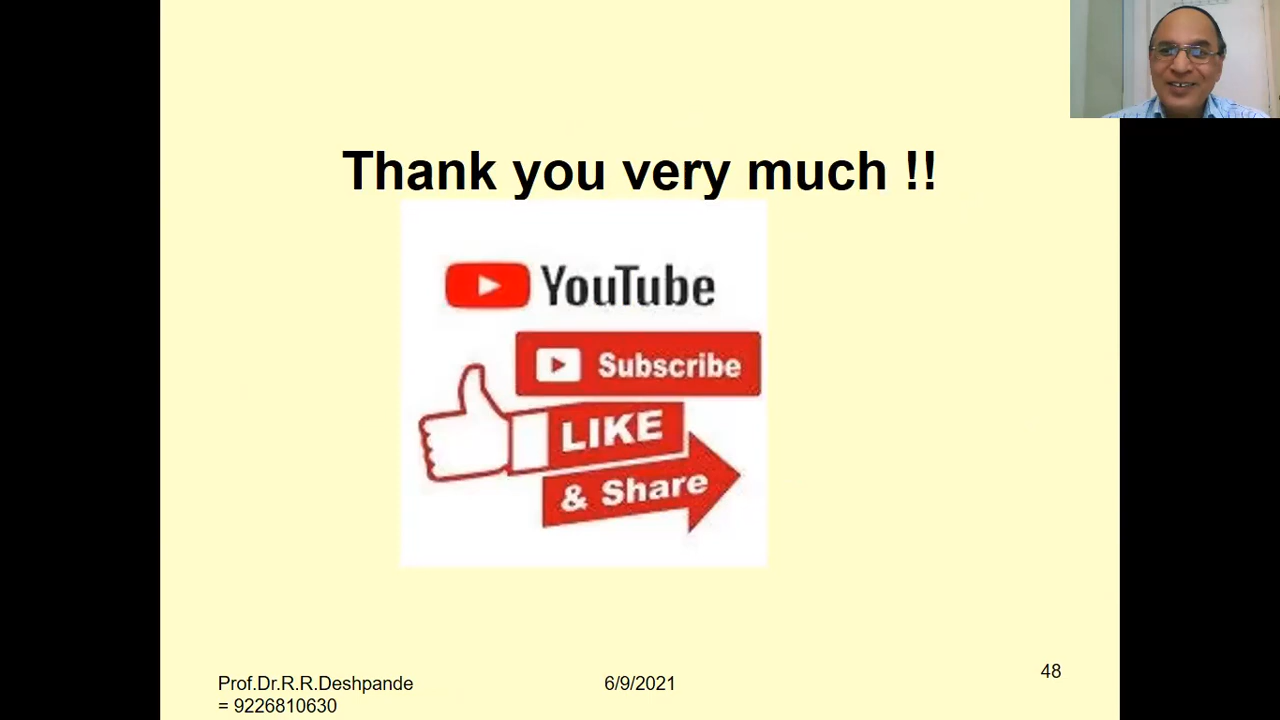 Thank you very much !!
YouTube
Subscribe
LIKE
& Share
Prof.Dr.R.R.Deshpande
= 9226810630
6/9/2021
48